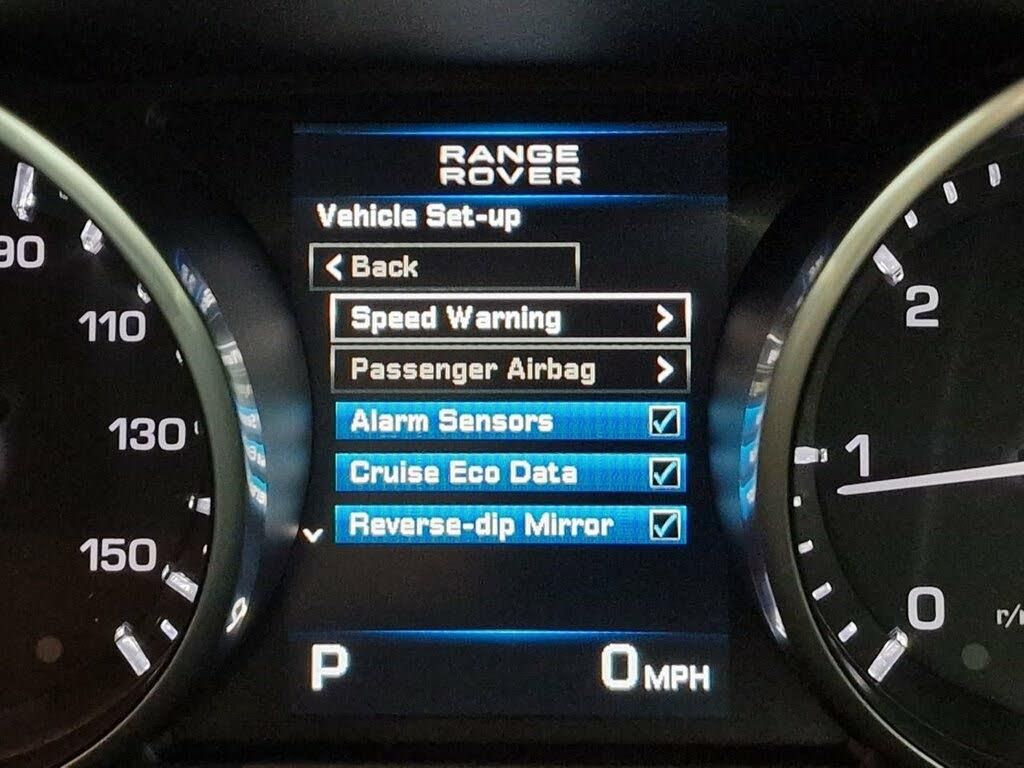 RANGE
ROVER
Vehicle Set-up
Back
Speed Warning
Passenger Airbag
Alarm Sensors
Cruise Eco Data
Reverse-dip Mirror
P 0 MPH
90
110
130
150
2
1
0